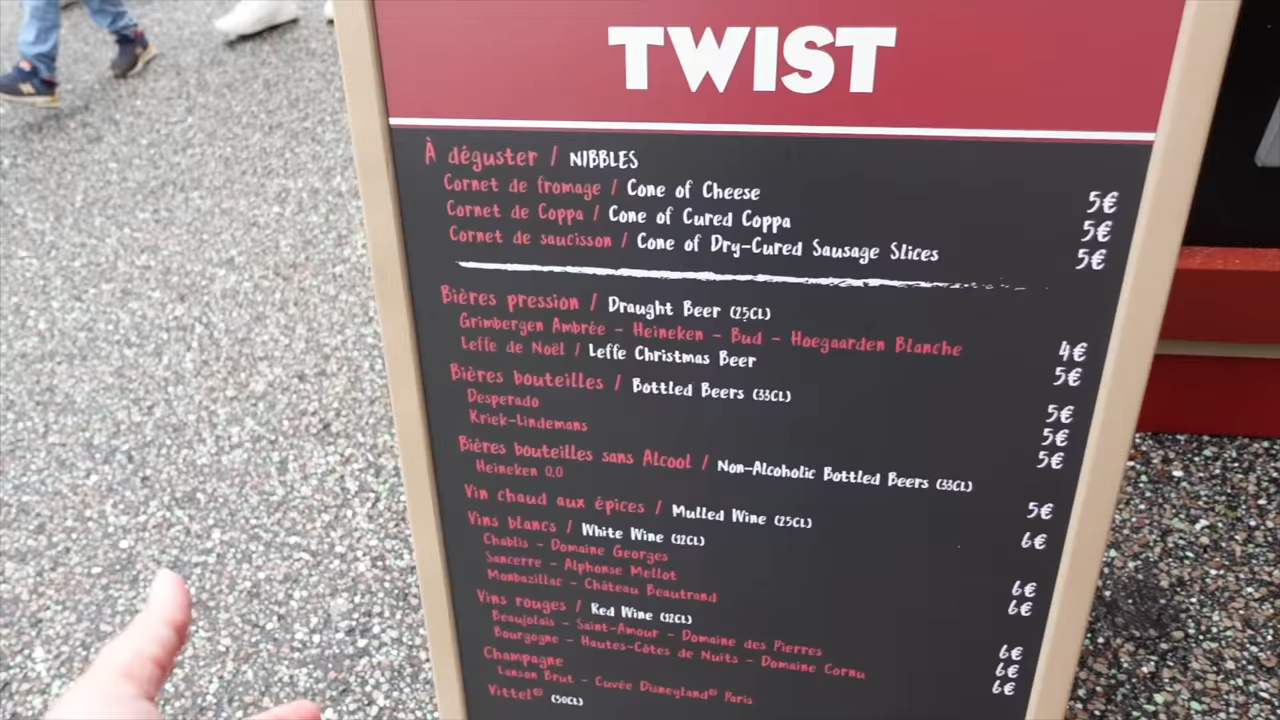 TWIST
À déguster / NIBBLES
Cornet de fromage / Cone of Cheese 5€
Cornet de Coppa / Cone of Cured Coppa 5€
Cornet de saucisson / Cone of Dry-Cured Sausage Slices 5€
Bières pression / Draught Beer (25CL)
Grimbergen Ambrée - Heineken - Bud - Hoegaarden Blanche 4€
Leffe de Noël / Leffe Christmas Beer 5€
Bières bouteilles / Bottled Beers (33CL) 5€
Desperado 5€
Kriek-Lindemans 5€
Bières bouteilles sans Alcool / Non-Alcoholic Bottled Beers (33CL)
Heineken 0.0 5€
Vin chaud aux épices / Mulled Wine (25CL) 6€
Vins blancs / White Wine (12CL)
Chablis - Domaine Georges 6€
Sancerre - Alphonse Mellot 6€
Monbazillac - Château Beautrand
Vins rouges / Red Wine (12CL) 6€
Beaujolais - Saint-Amour - Domaine des Pierres 6€
Bourgogne - Hautes-Côtes de Nuits - Domaine Cornu 6€
Champagne
Lanson Brut - Cuvée Disneyland® Paris
Vittel® (50CL)